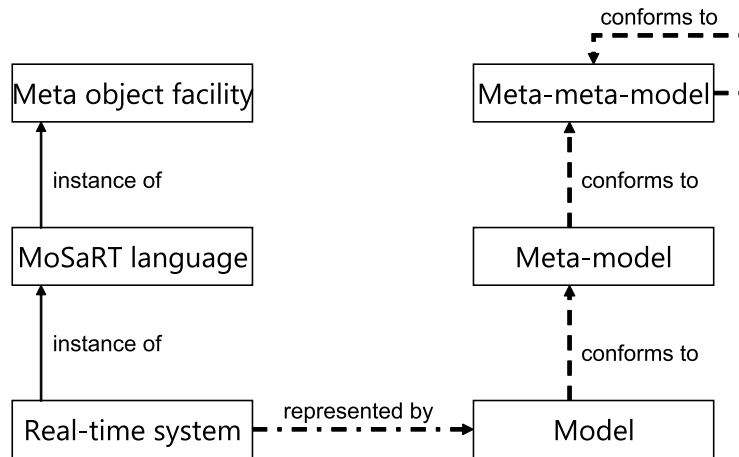 conforms to
Meta object facility
Meta-meta-model
instance of
conforms to
MoSaRT language
Meta-model
instance of
conforms to
Real-time system
represented by
Model